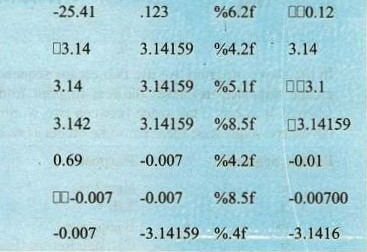 -25.41 .123 %6.2f □□0.12
□3.14 3.14159 %4.2f 3.14
3.14 3.14159 %5.1f □□3.1
3.142 3.14159 %8.5f □3.14159
0.69 -0.007 %4.2f -0.01
□□-0.007 -0.007 %8.5f -0.00700
-0.007 -3.14159 %.4f -3.1416